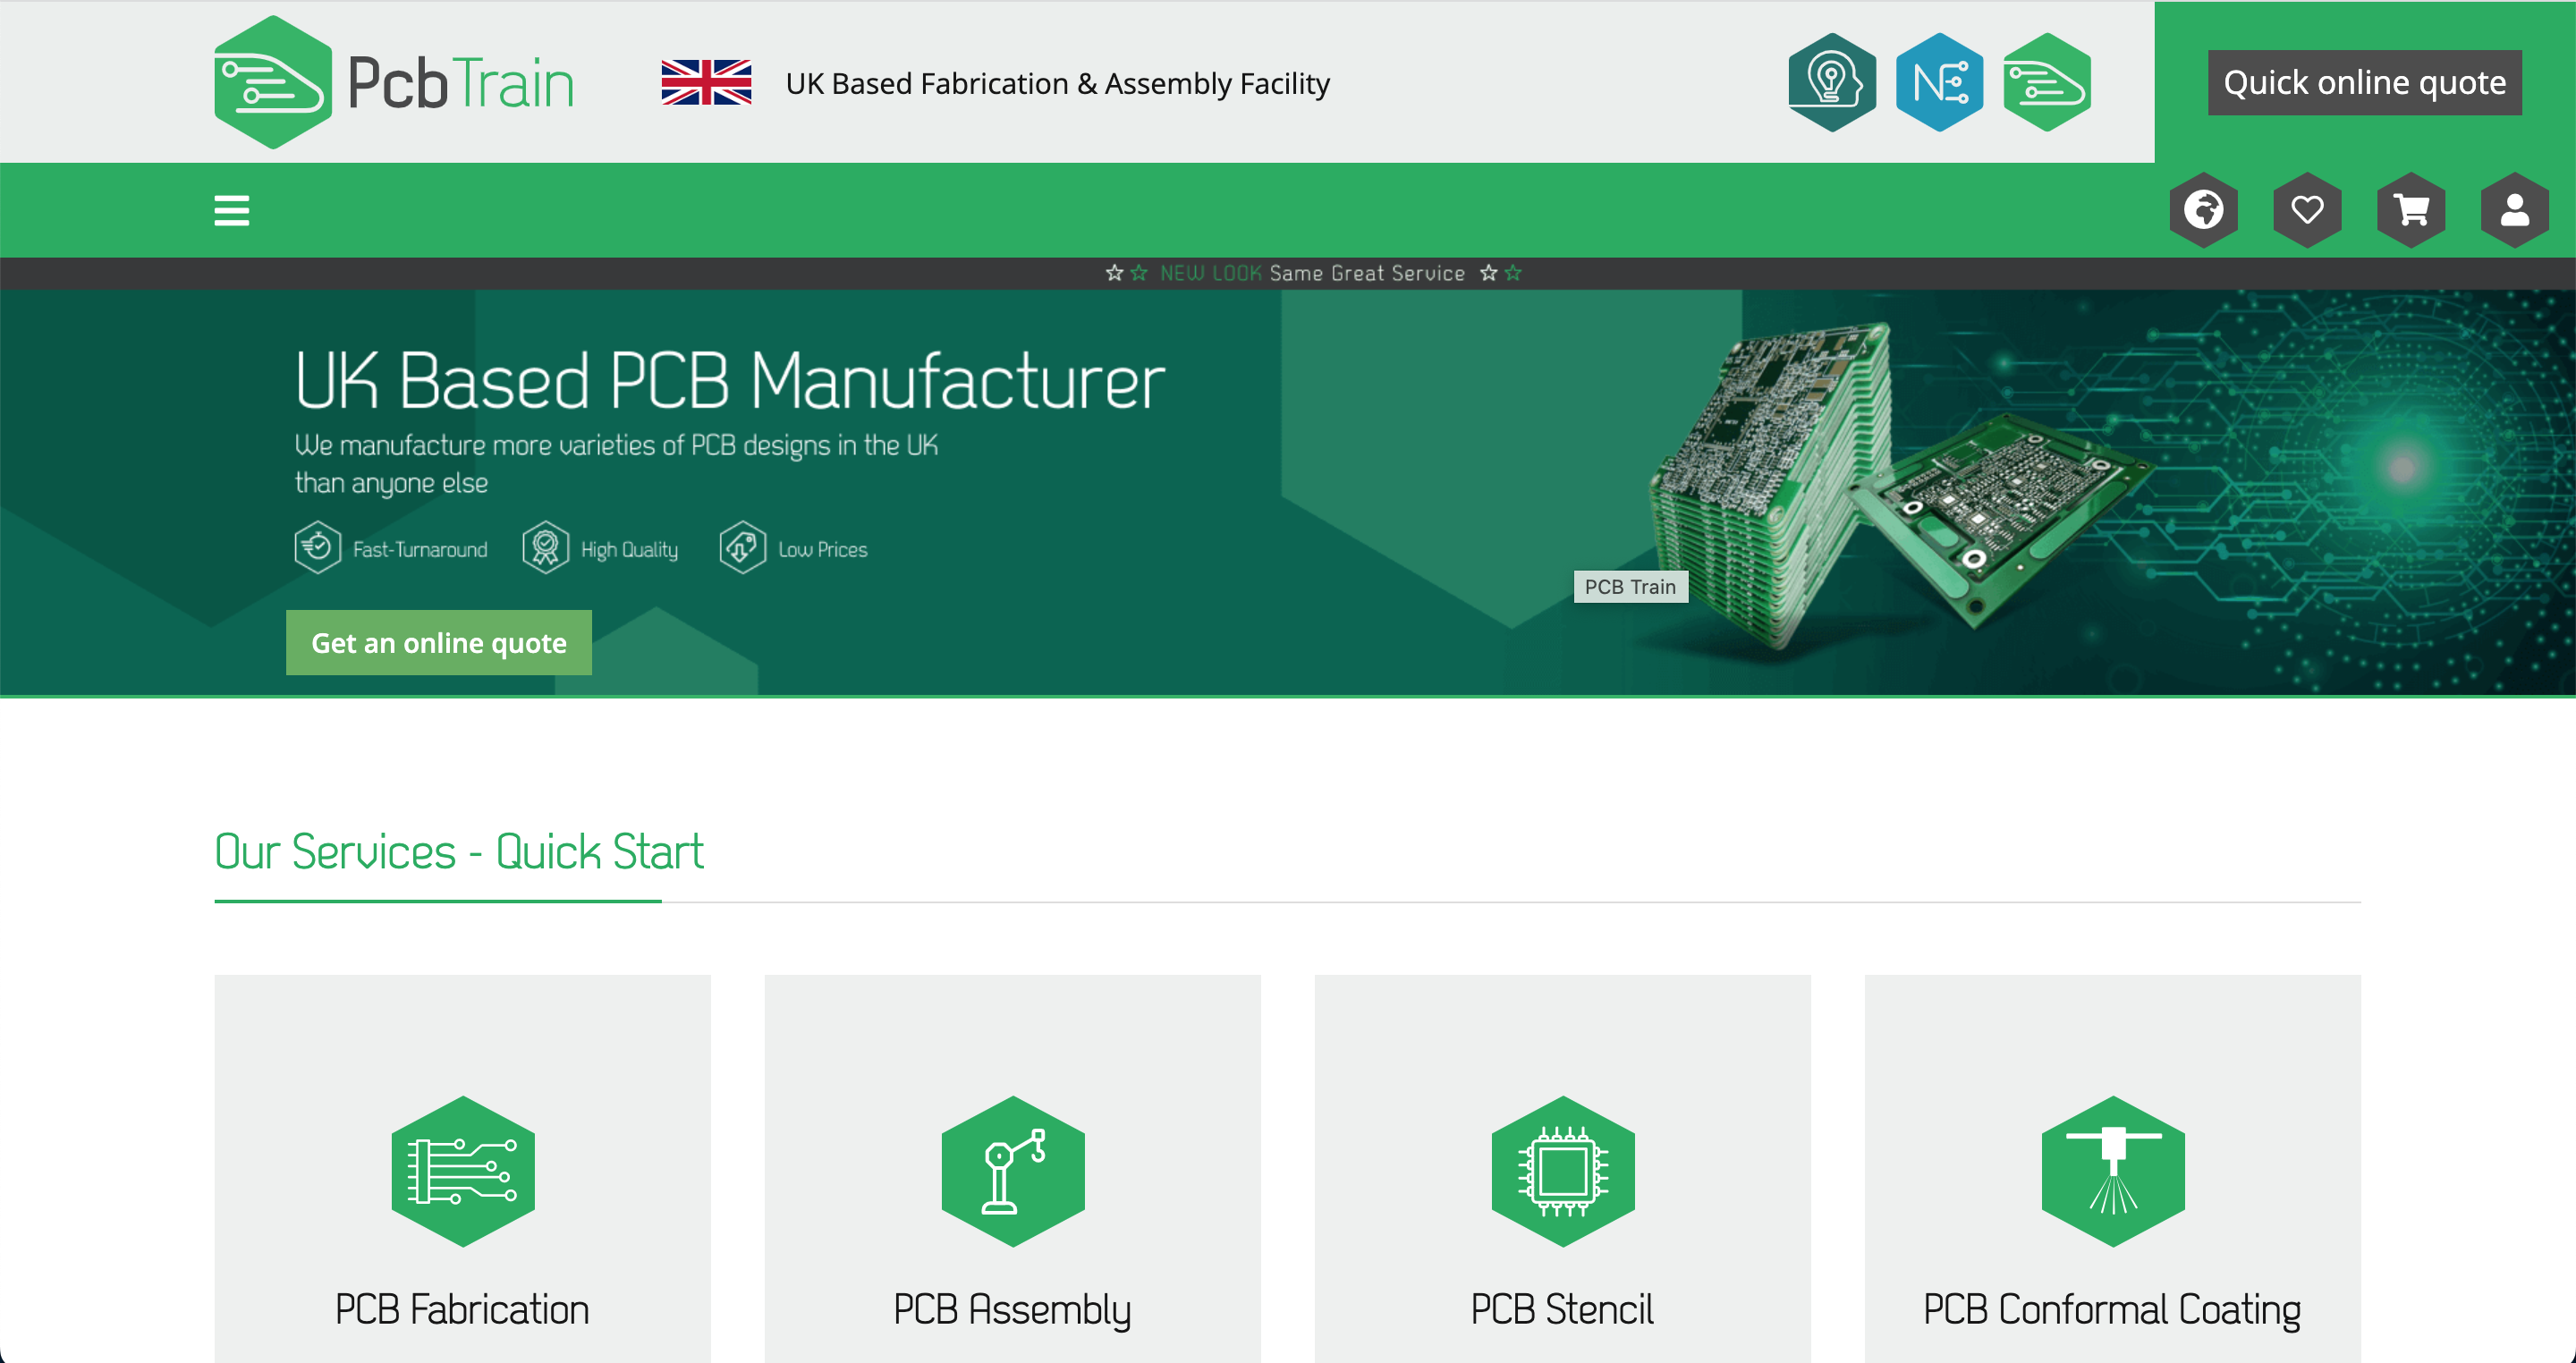 PcbTrain
UK Based Fabrication & Assembly Facility
NE
Quick online quote
NEW LOOK Same Great Service
UK Based PCB Manufacturer
We manufacture more varieties of PCB designs in the UK
than anyone else
Fast-Turnaround
High Quality
Low Prices
PCB Train
Get an online quote
Our Services - Quick Start
PCB Fabrication
PCB Assembly
PCB Stencil
PCB Conformal Coating